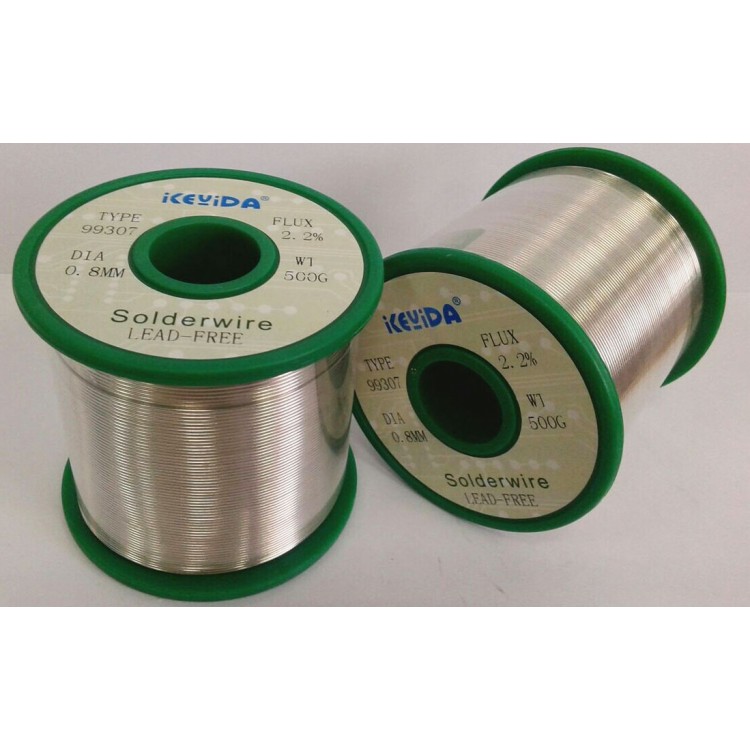 iKEYiDA®
TYPE
99307
FLUX
2.2%
DIA
0.8MM
WT
500G
Solderwire
LEAD-FREE
iKEYiDA®
TYPE
99307
FLUX
2.2%
DIA
0.8MM
WT
500G
Solderwire
LEAD-FREE